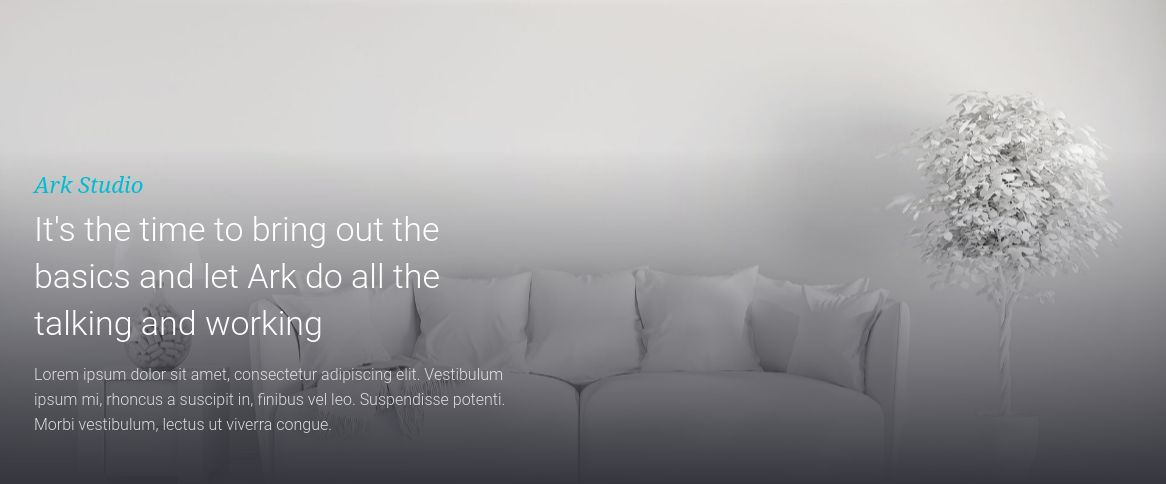 Ark Studio
It's the time to bring out the
basics and let Ark do all the
talking and working
Lorem ipsum dolor sit amet, consectetur adipiscing elit. Vestibulum
ipsum mi, rhoncus a suscipit in, finibus vel leo. Suspendisse potenti.
Morbi vestibulum, lectus ut viverra congue.